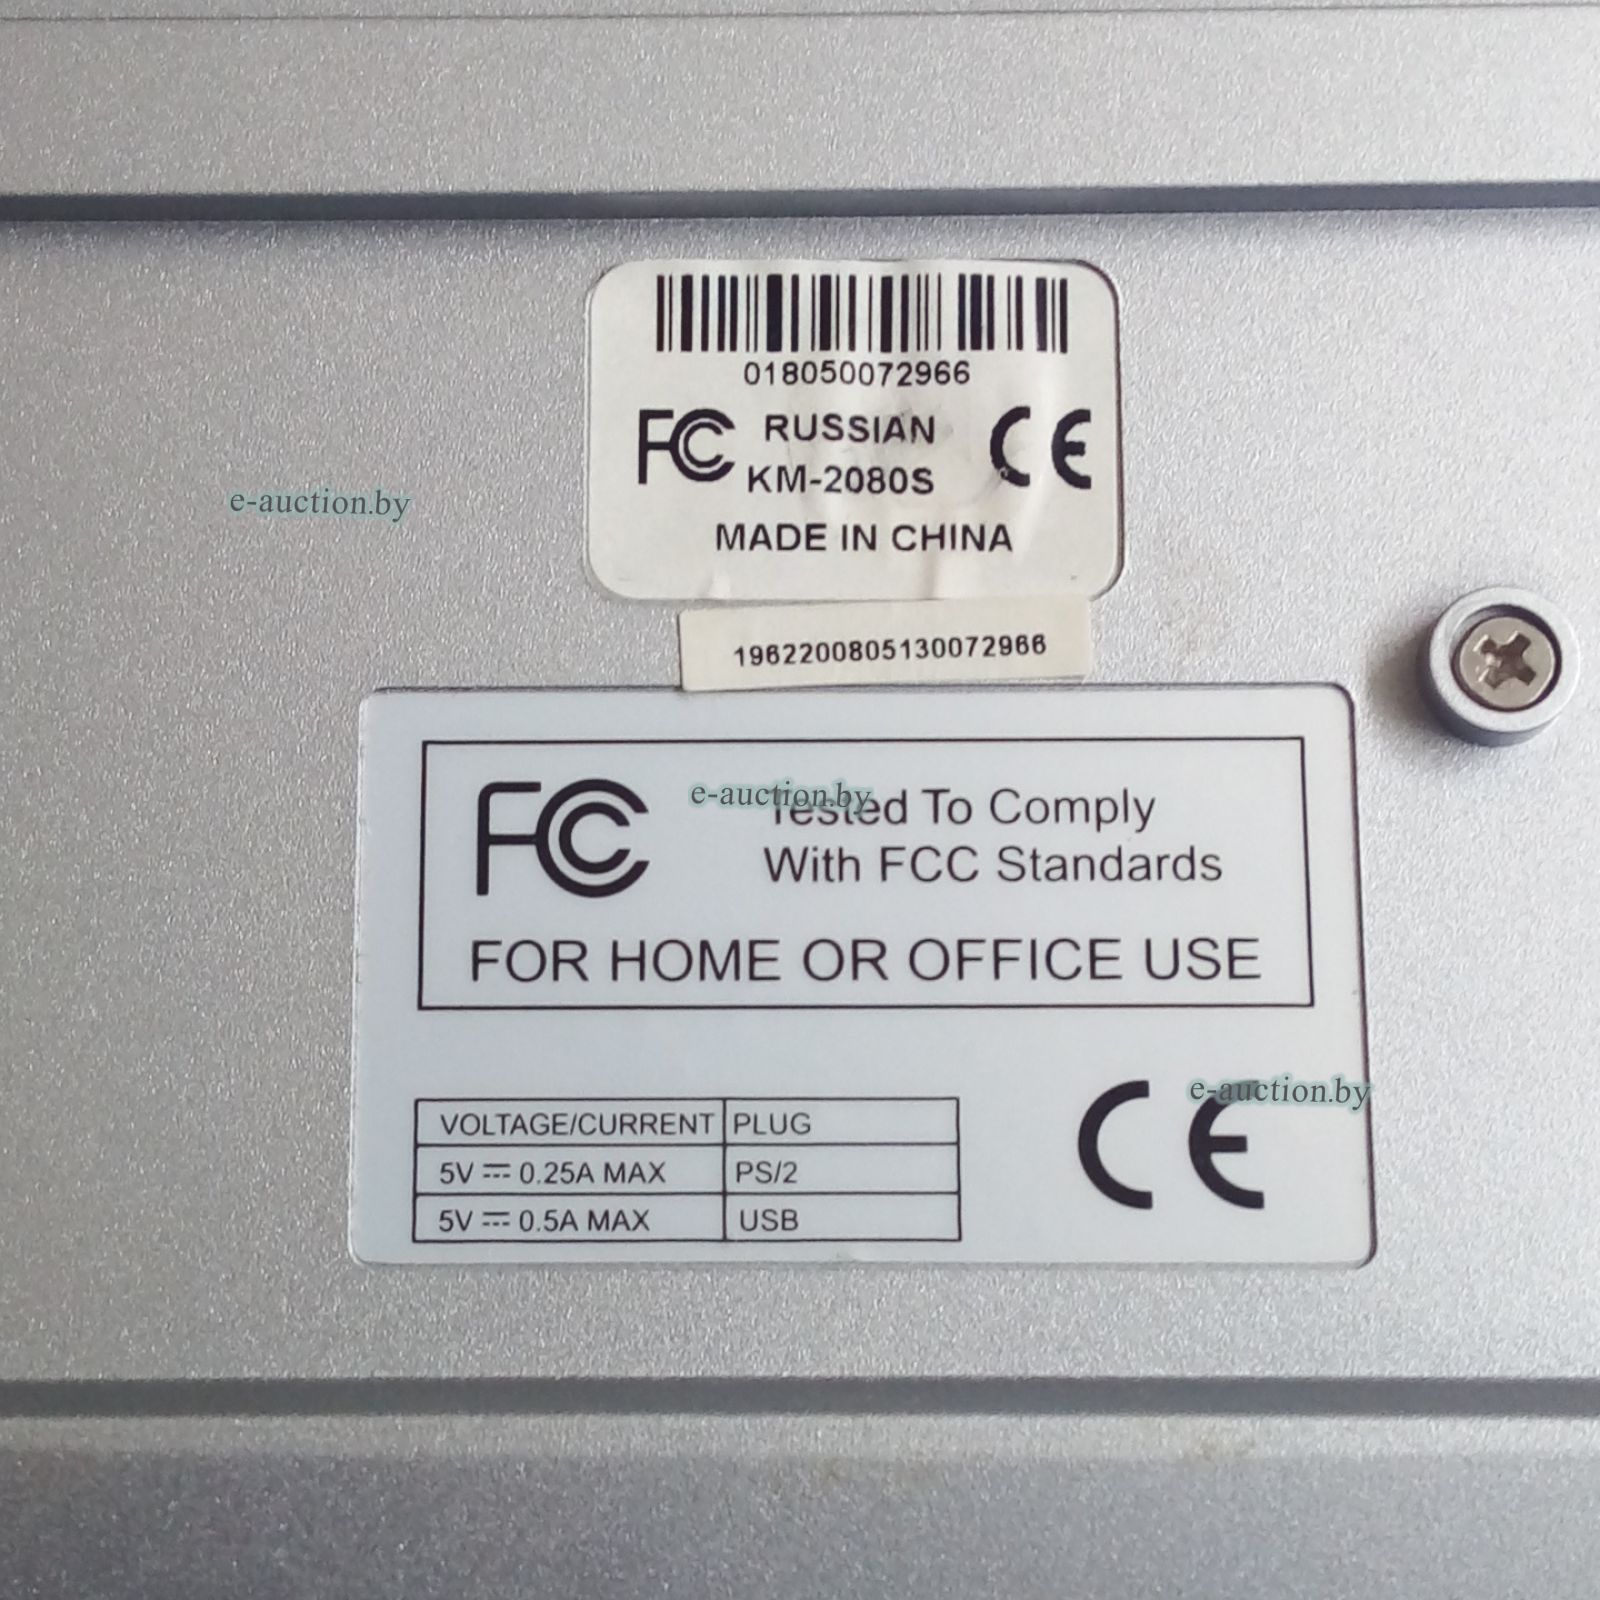 018050072966
FC RUSSIAN CE
KM-2080S
MADE IN CHINA
e-auction.by
1962200805130072966
e-auction.by
FC Tested To Comply
With FCC Standards
FOR HOME OR OFFICE USE
e-auction.by
CE
VOLTAGE/CURRENT PLUG
5V ⎓ 0.25A MAX PS/2
5V ⎓ 0.5A MAX USB